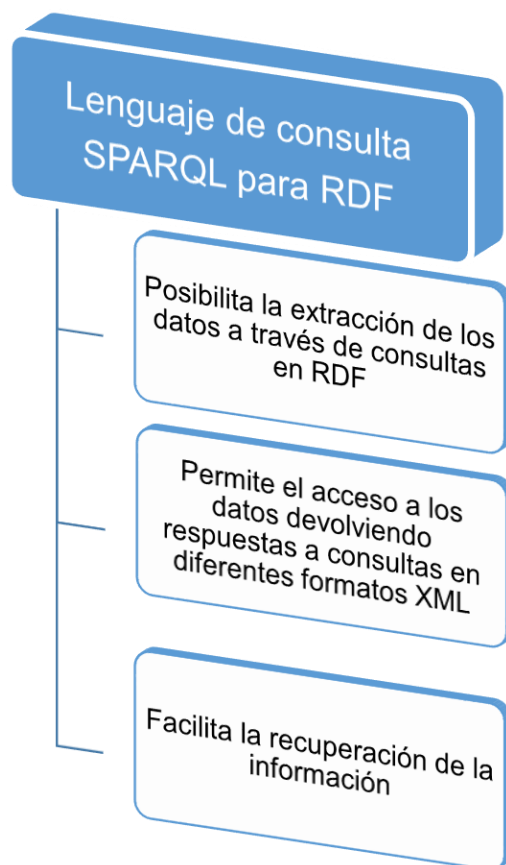 Lenguaje de consulta
SPARQL para RDF
Posibilita la extracción de los
datos a través de consultas
en RDF
Permite el acceso a los
datos devolviendo
respuestas a consultas en
diferentes formatos XML
Facilita la recuperación de la
información